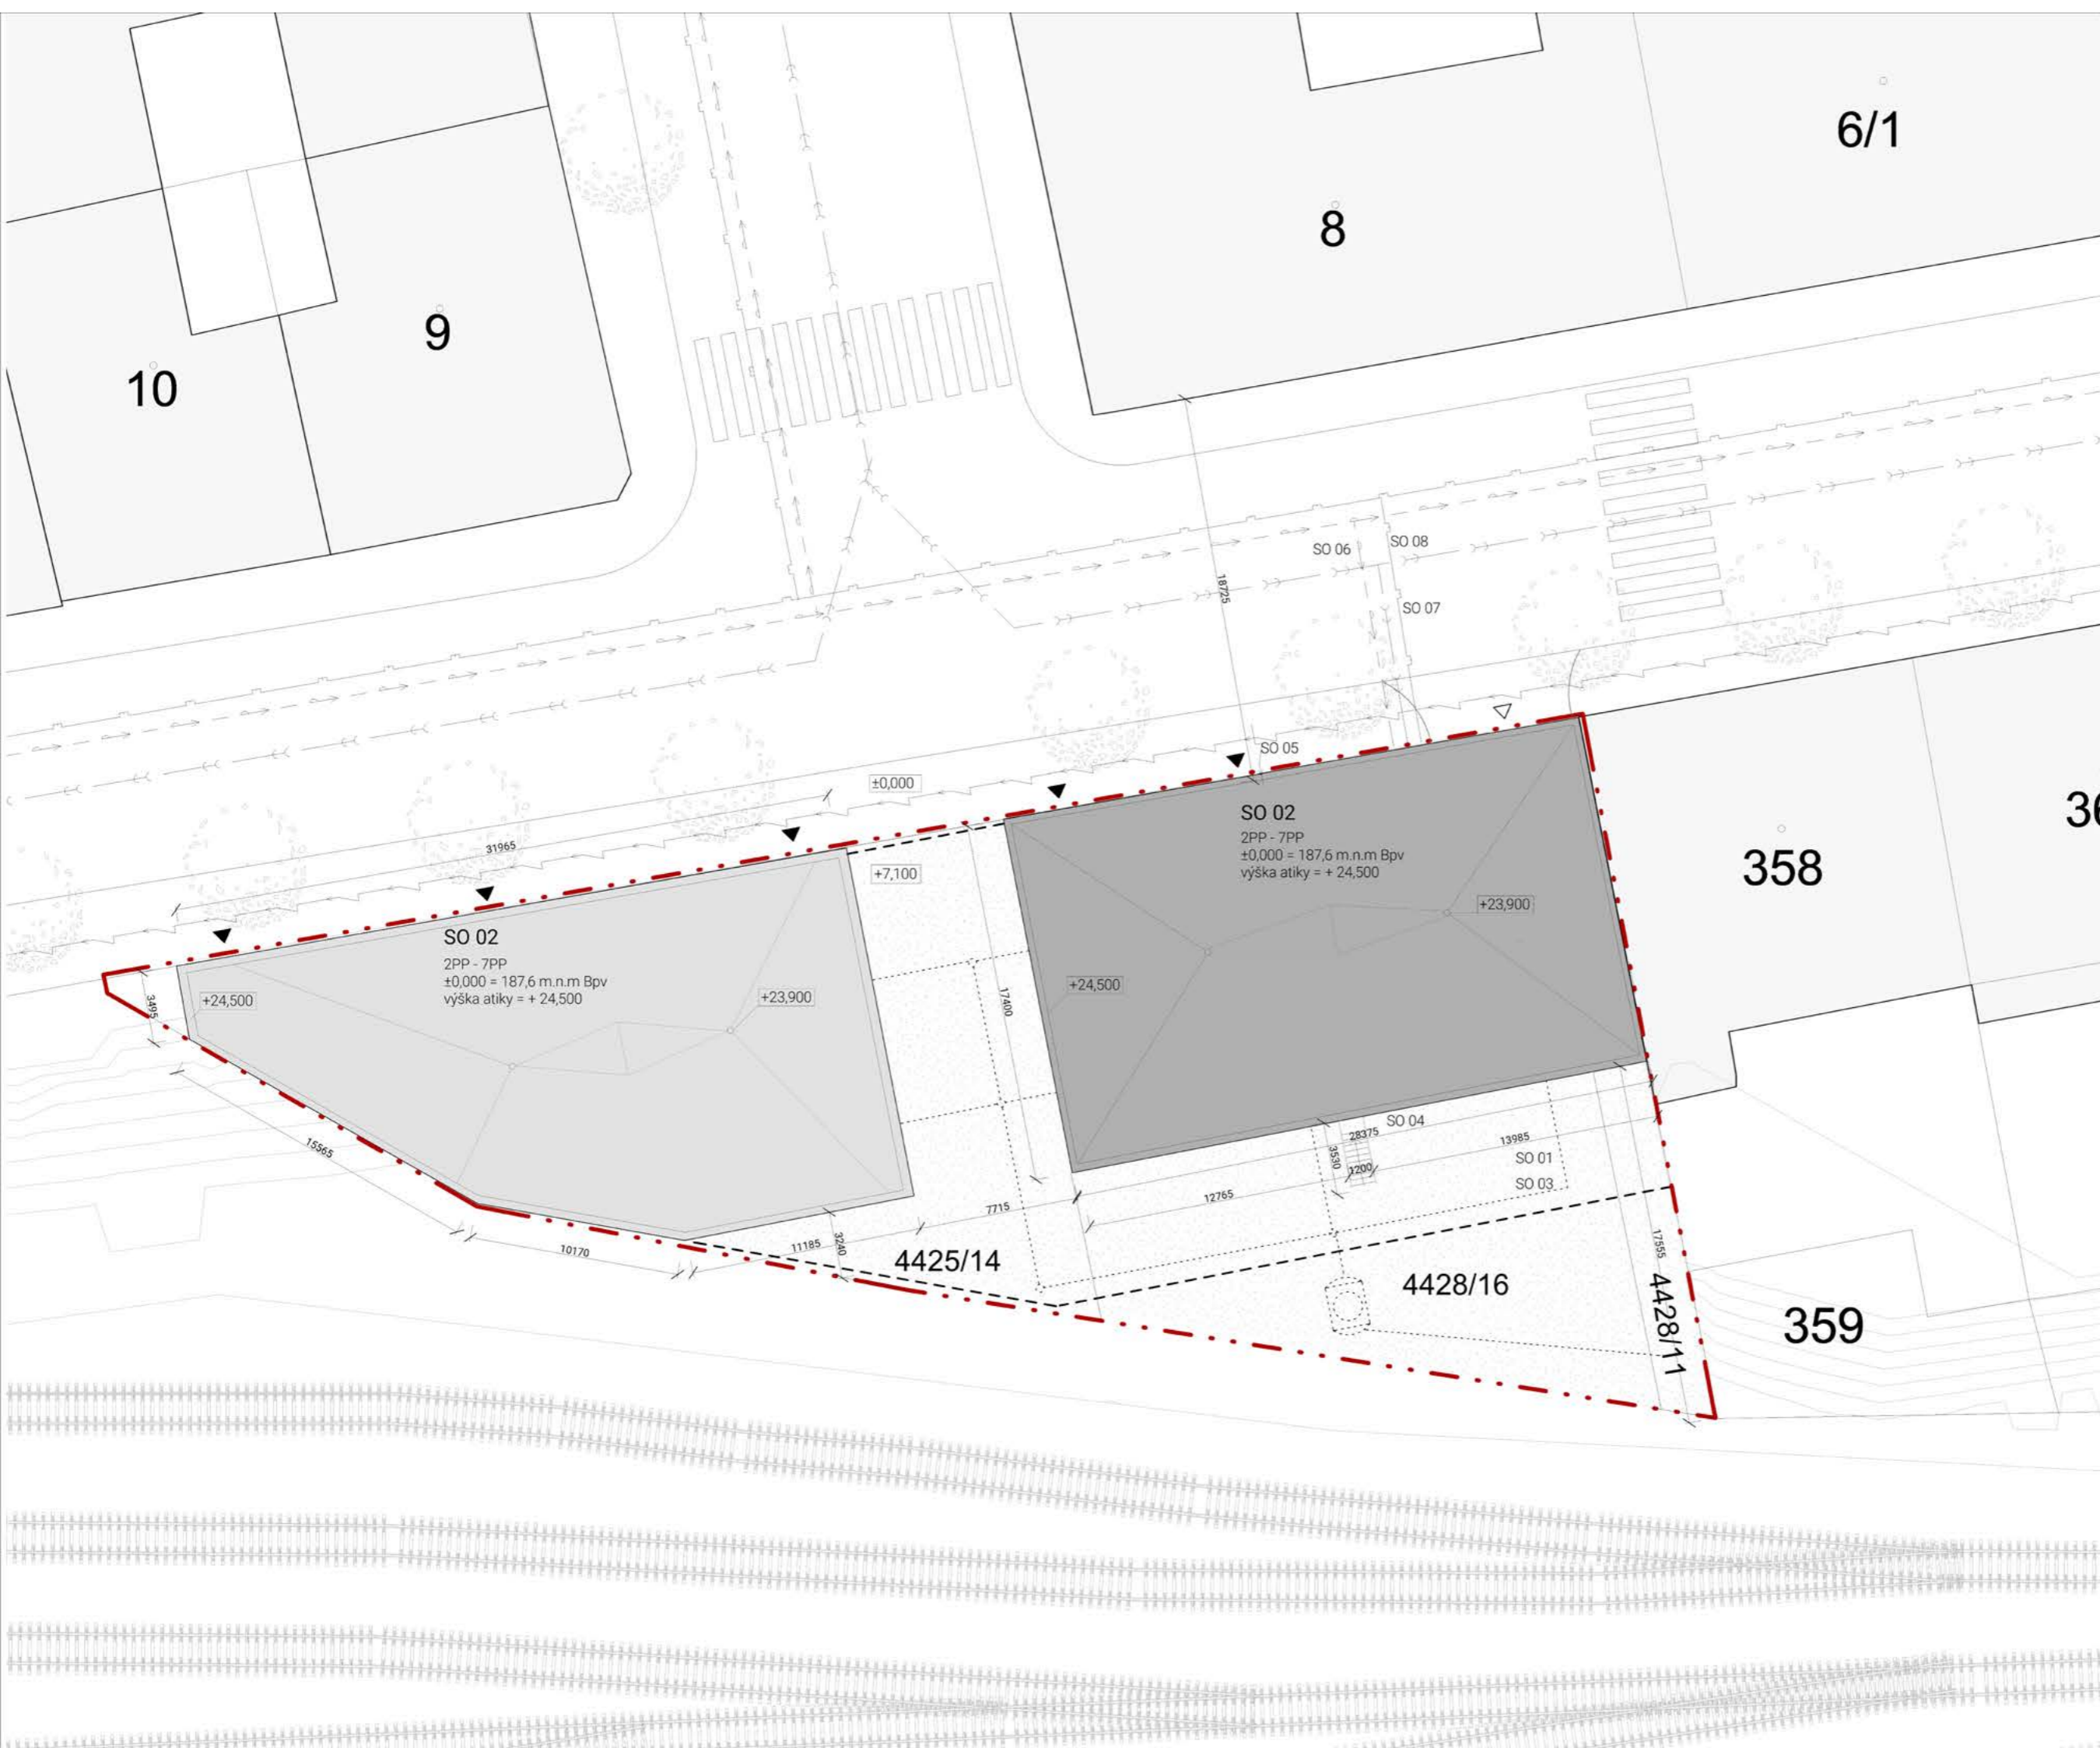 6/1
8
9
10
SO 06
SO 08
18725
SO 07
SO 05
±0,000
31965
SO 02
2PP - 7PP
±0,000 = 187,6 m.n.m Bpv
výška atiky = + 24,500
36
358
+7,100
+23,900
SO 02
2PP - 7PP
±0,000 = 187,6 m.n.m Bpv
výška atiky = + 24,500
+24,500
+23,900
3495
+24,500
17400
15565
SO 04
28375
13985
3530
SO 01
1200
SO 03
12765
7715
11185
3240
10170
17555
4425/14
4428/16
4428/11
359